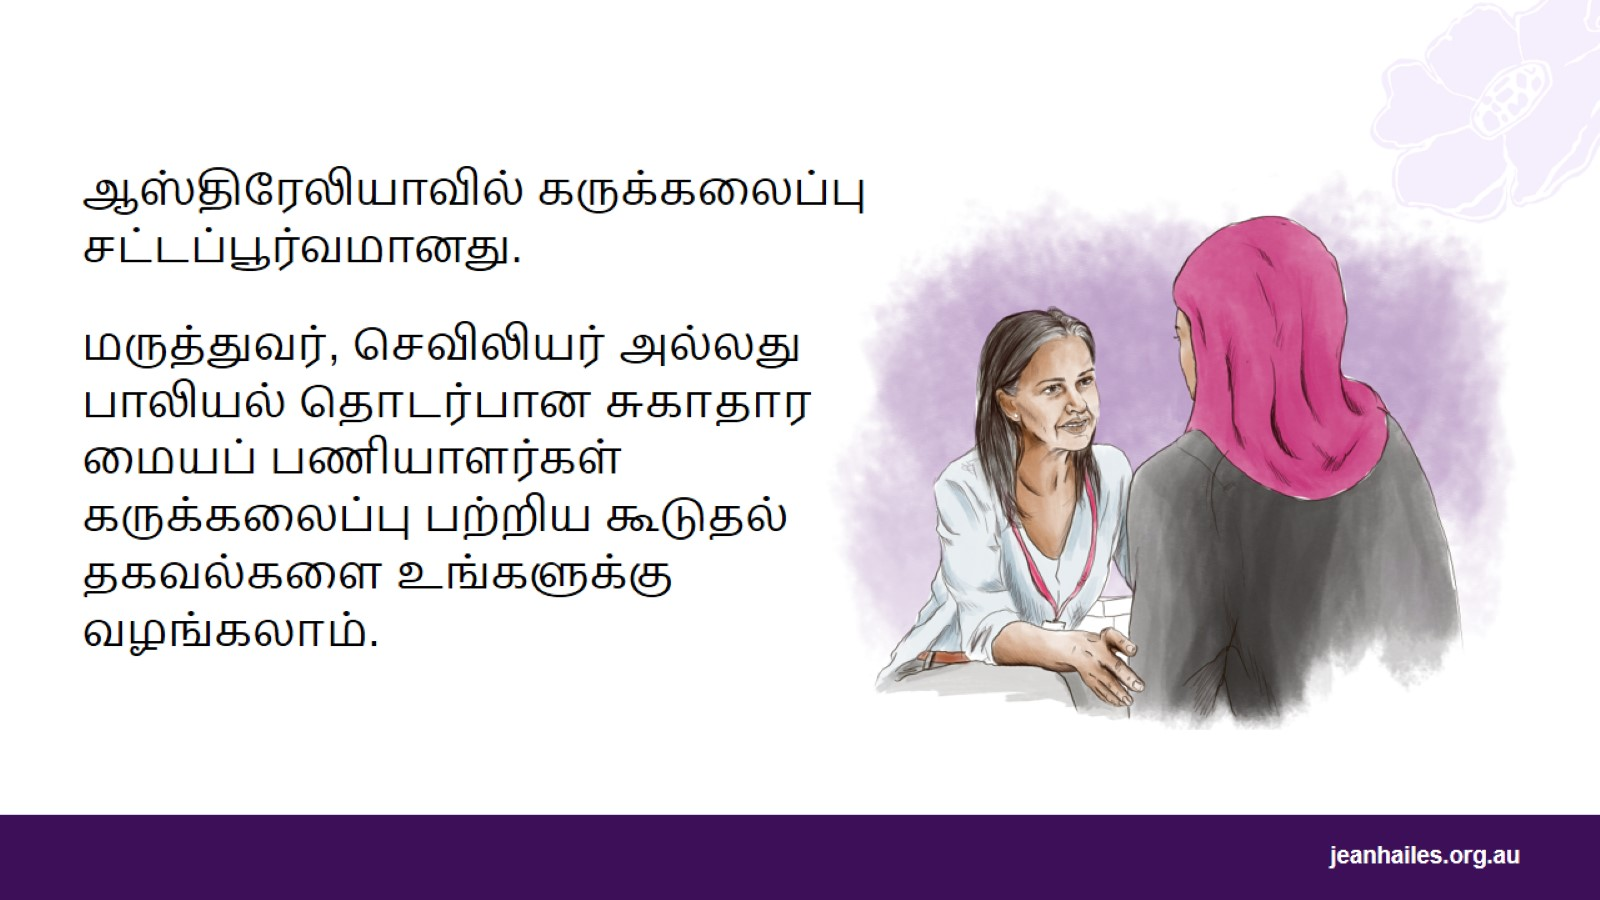 ஆஸ்திரேலியாவில் கருக்கலைப்பு
சட்டப்பூர்வமானது.
மருத்துவர், செவிலியர் அல்லது
பாலியல் தொடர்பான சுகாதார
மையப் பணியாளர்கள்
கருக்கலைப்பு பற்றிய கூடுதல்
தகவல்களை உங்களுக்கு
வழங்கலாம்.
jeanhailes.org.au